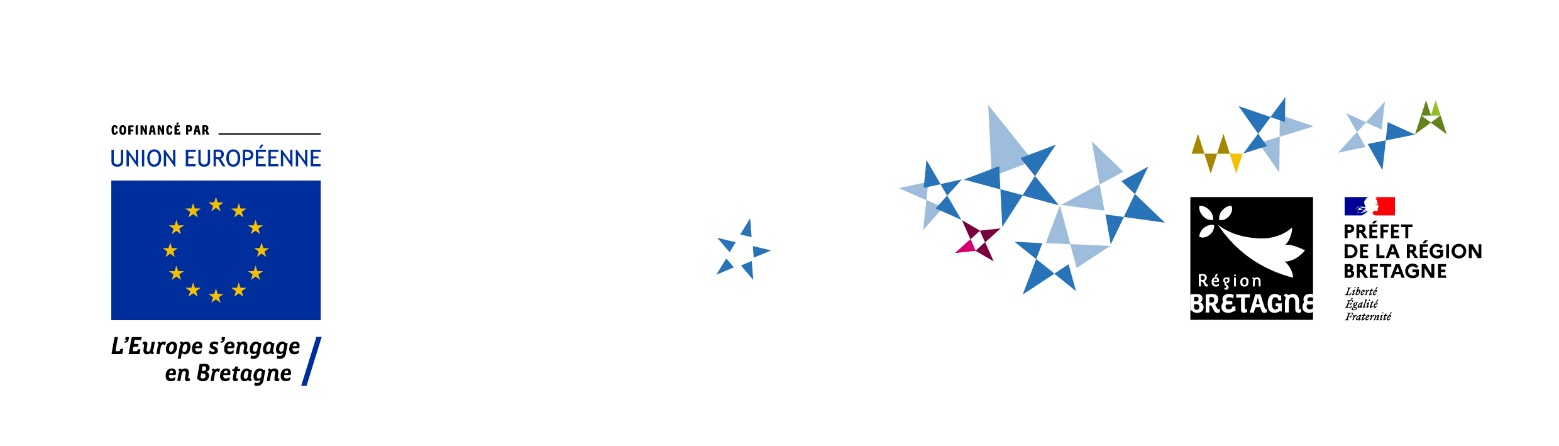 COFINANCÉ PAR
UNION EUROPÉENNE
L'Europe s'engage
en Bretagne
Région
BRETAGNE
PRÉFET
DE LA RÉGION
BRETAGNE
Liberté
Égalité
Fraternité